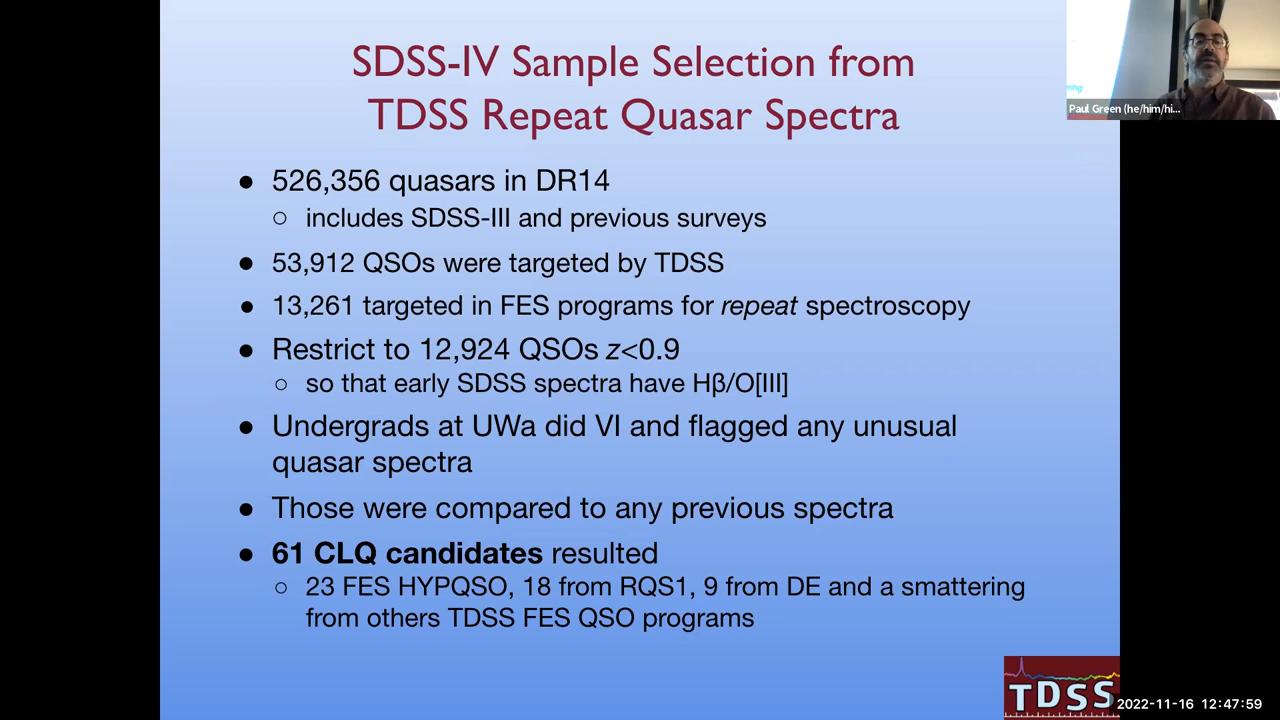 SDSS-IV Sample Selection from
TDSS Repeat Quasar Spectra
● 526,356 quasars in DR14
○ includes SDSS-III and previous surveys
● 53,912 QSOs were targeted by TDSS
● 13,261 targeted in FES programs for repeat spectroscopy
● Restrict to 12,924 QSOs z<0.9
○ so that early SDSS spectra have Hβ/O[III]
● Undergrads at UWa did VI and flagged any unusual
quasar spectra
● Those were compared to any previous spectra
● 61 CLQ candidates resulted
○ 23 FES HYPQSO, 18 from RQS1, 9 from DE and a smattering
from others TDSS FES QSO programs
Paul Green (he/him/hi...
TDSS
2022-11-16 12:47:59